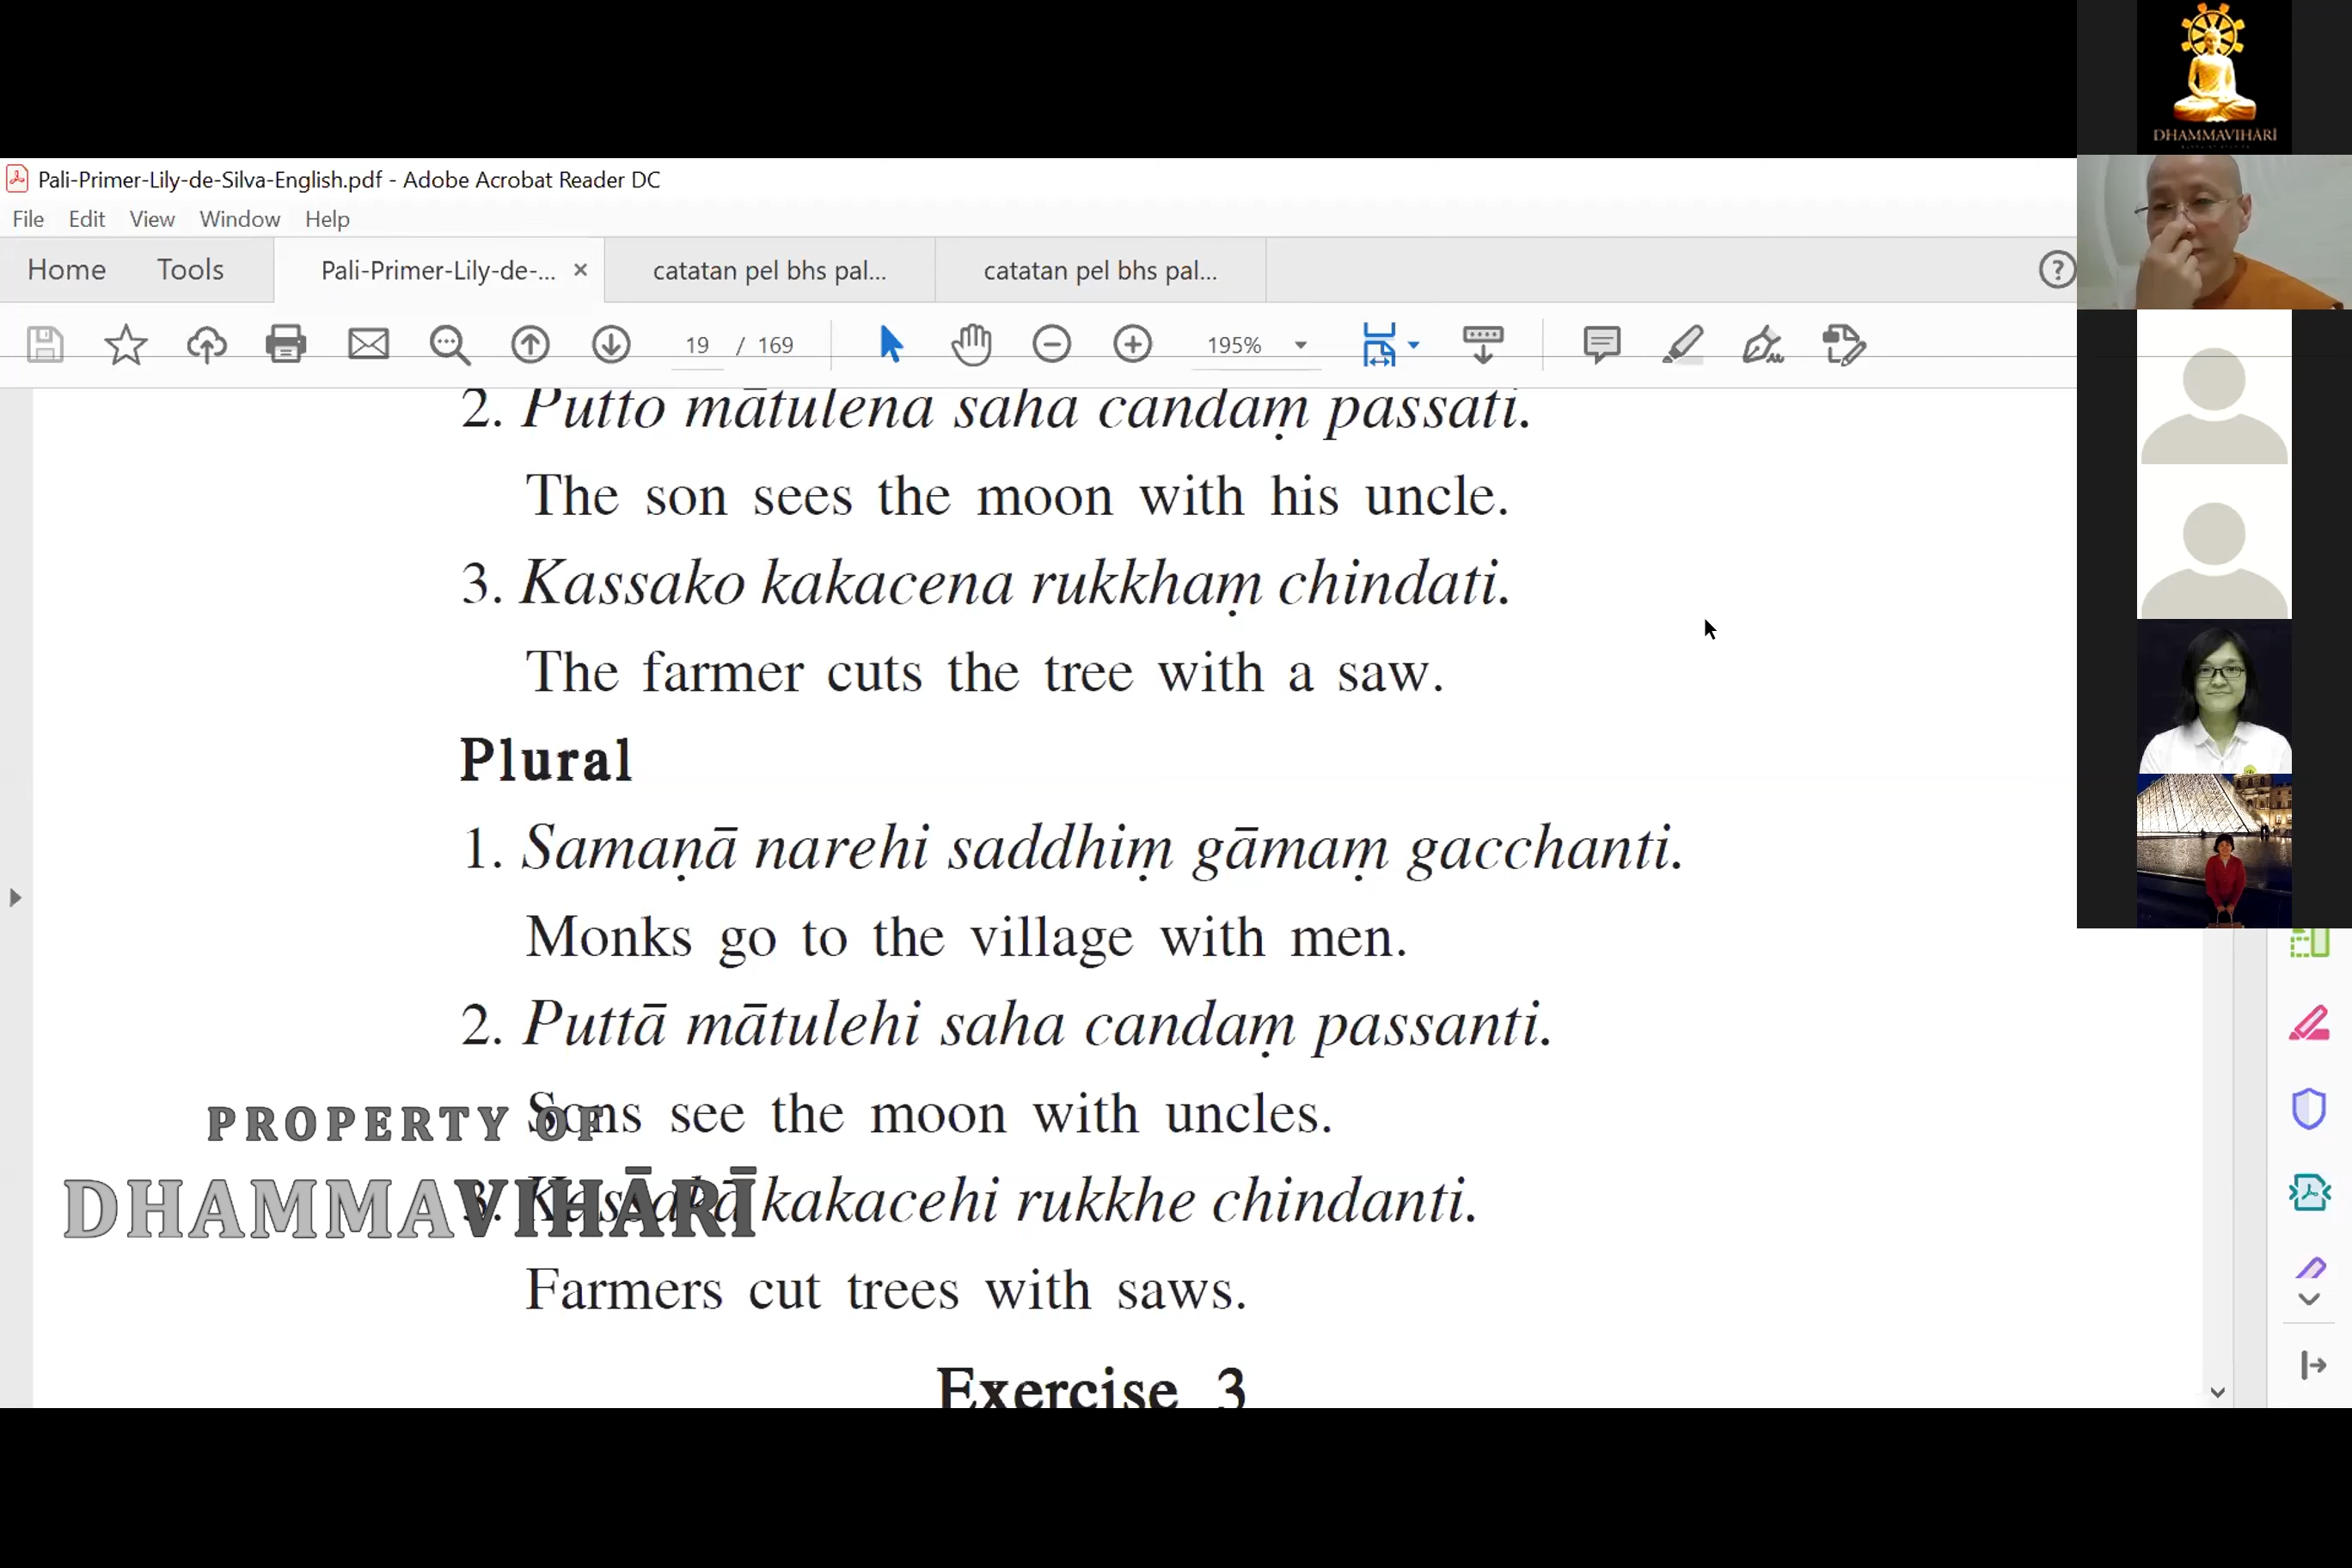 DHAMMAVIHĀRĪ
Pali-Primer-Lily-de-Silva-English.pdf - Adobe Acrobat Reader DC
File Edit View Window Help
Home Tools Pali-Primer-Lily-de-... × catatan pel bhs pal... catatan pel bhs pal...
19 / 169 195%
2. Putto mātulena saha candaṃ passati.
The son sees the moon with his uncle.
3. Kassako kakacena rukkhaṃ chindati.
The farmer cuts the tree with a saw.
Plural
1. Samaṇā narehi saddhiṃ gāmaṃ gacchanti.
Monks go to the village with men.
2. Puttā mātulehi saha candaṃ passanti.
Sons see the moon with uncles.
PROPERTY OF
DHAMMAVIHĀRĪ
3. Kassakā kakacehi rukkhe chindanti.
Farmers cut trees with saws.
Exercise 3